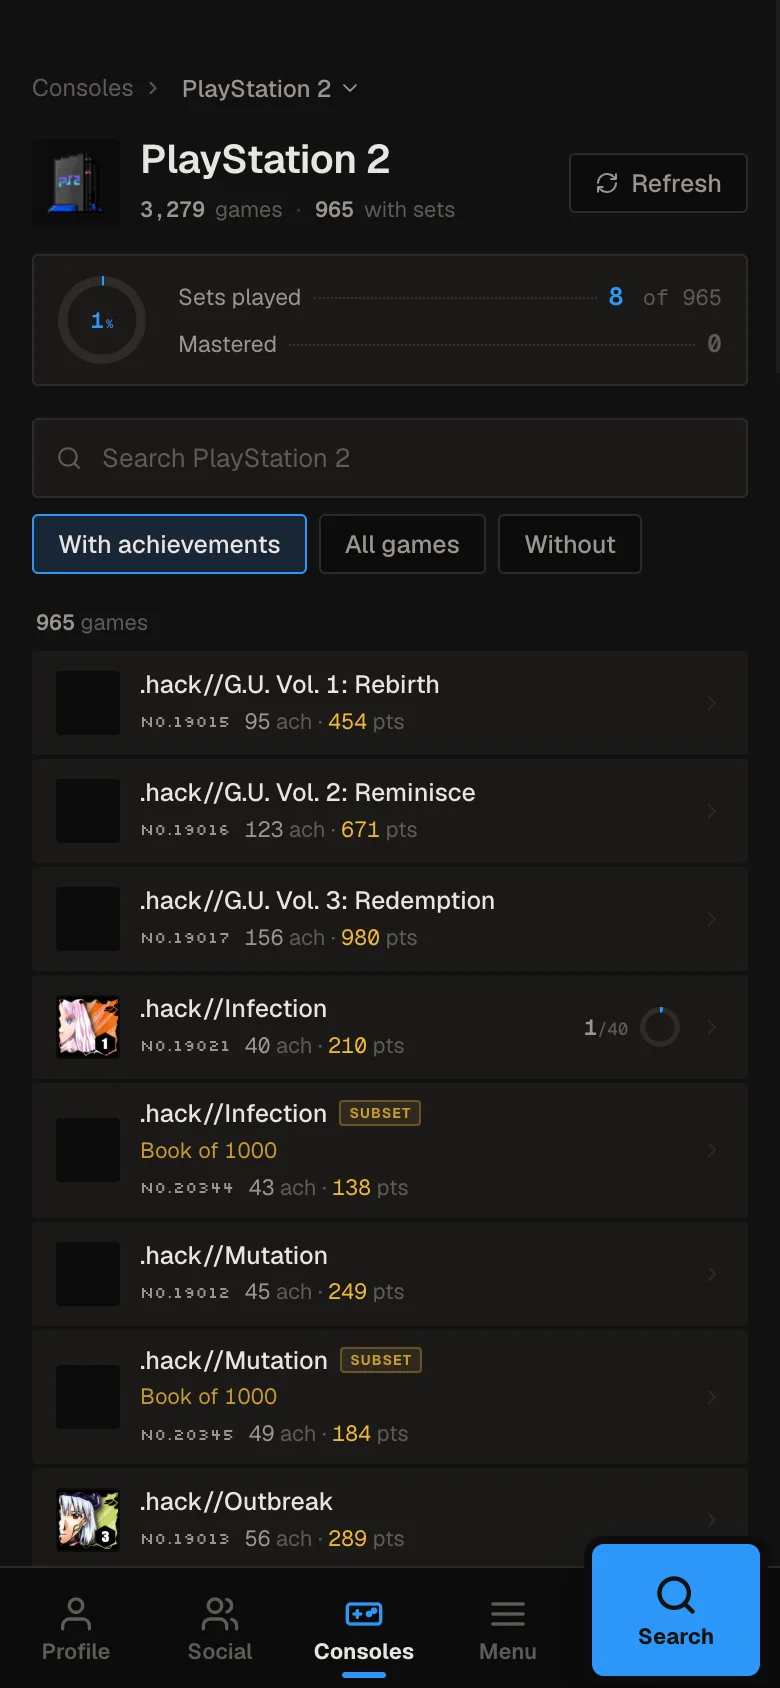 Consoles > PlayStation 2
PS2
PlayStation 2
3,279 games · 965 with sets
Refresh
1%
Sets played 8 of 965
Mastered 0
Search PlayStation 2
With achievements All games Without
965 games
.hack//G.U. Vol. 1: Rebirth
NO.19015 95 ach · 454 pts
.hack//G.U. Vol. 2: Reminisce
NO.19016 123 ach · 671 pts
.hack//G.U. Vol. 3: Redemption
NO.19017 156 ach · 980 pts
1
.hack//Infection
NO.19021 40 ach · 210 pts
1/40
.hack//Infection SUBSET
Book of 1000
NO.20344 43 ach · 138 pts
.hack//Mutation
NO.19012 45 ach · 249 pts
.hack//Mutation SUBSET
Book of 1000
NO.20345 49 ach · 184 pts
3
.hack//Outbreak
NO.19013 56 ach · 289 pts
Profile Social Consoles Menu Search